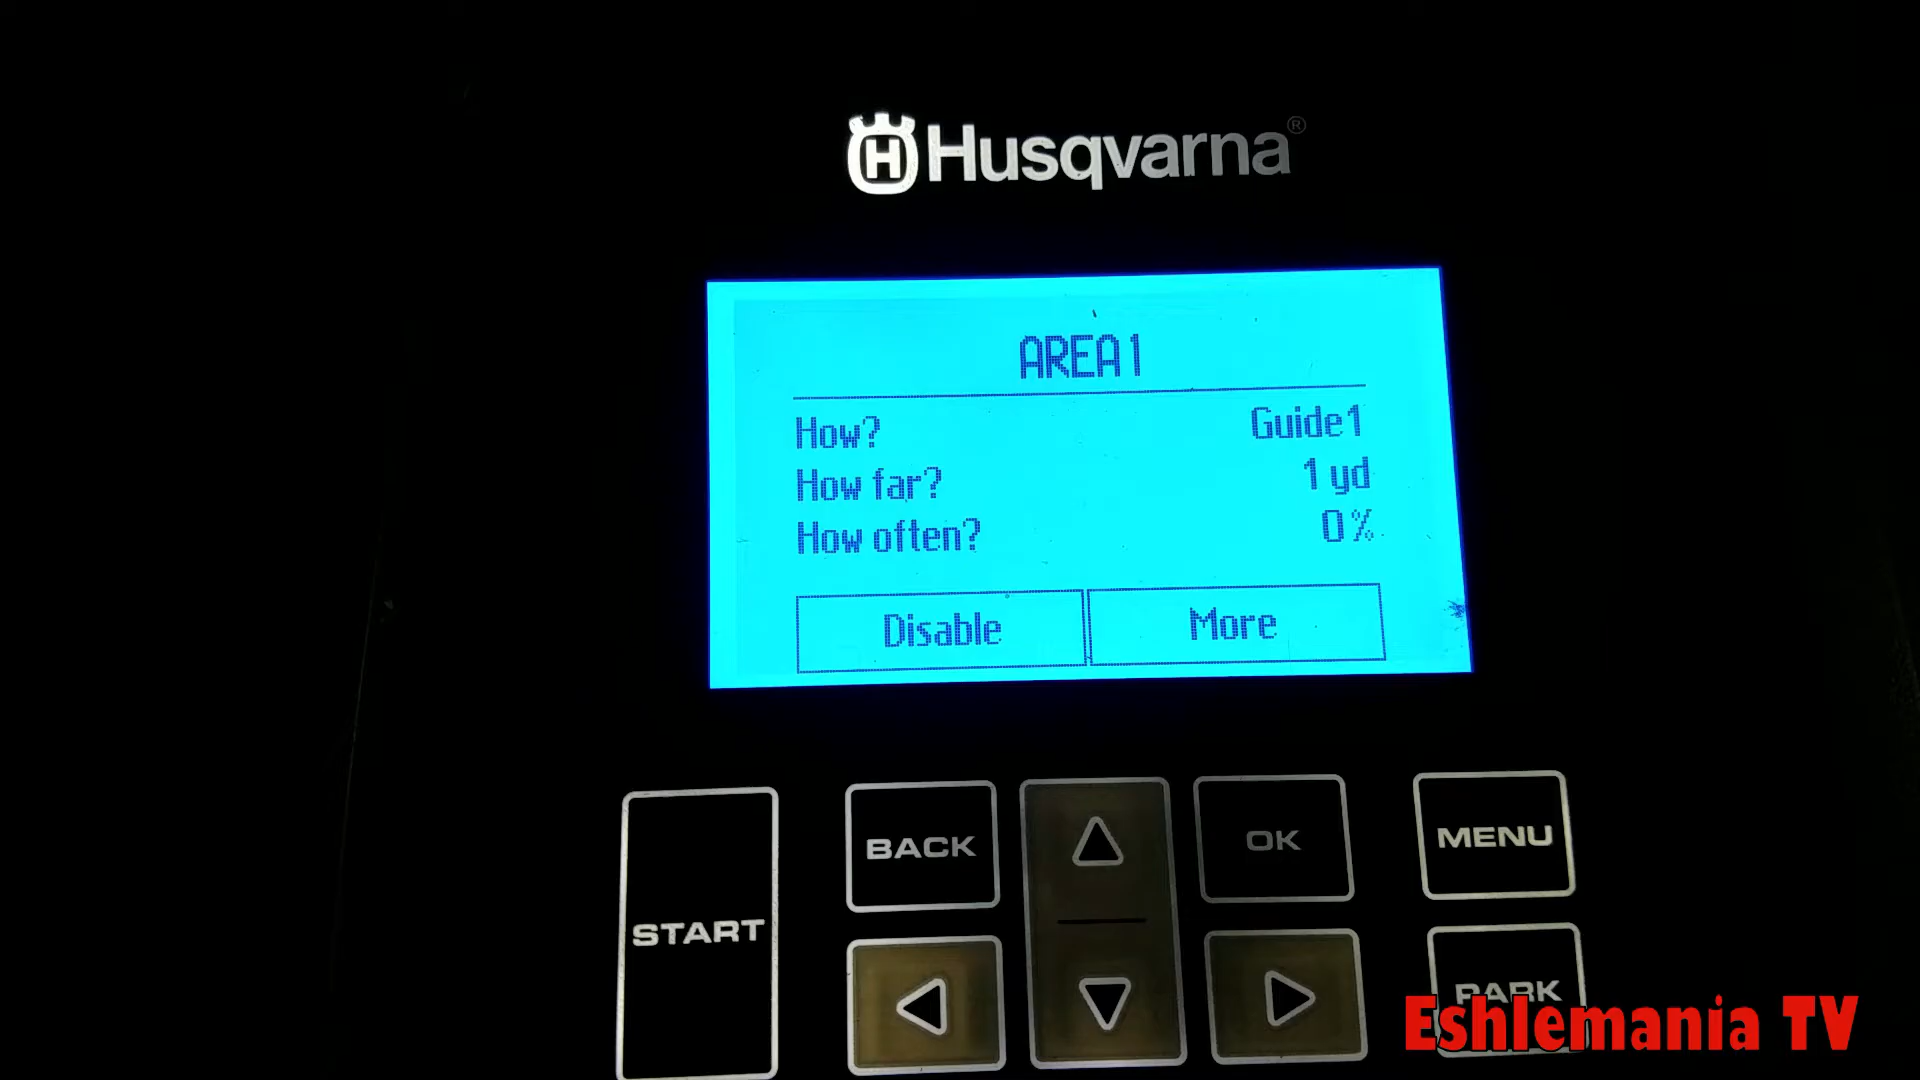 Husqvarna®
AREA1
How? Guide1
How far? 1 yd
How often? 0%
Disable More
BACK OK MENU
START
PARK
Eshlemania TV